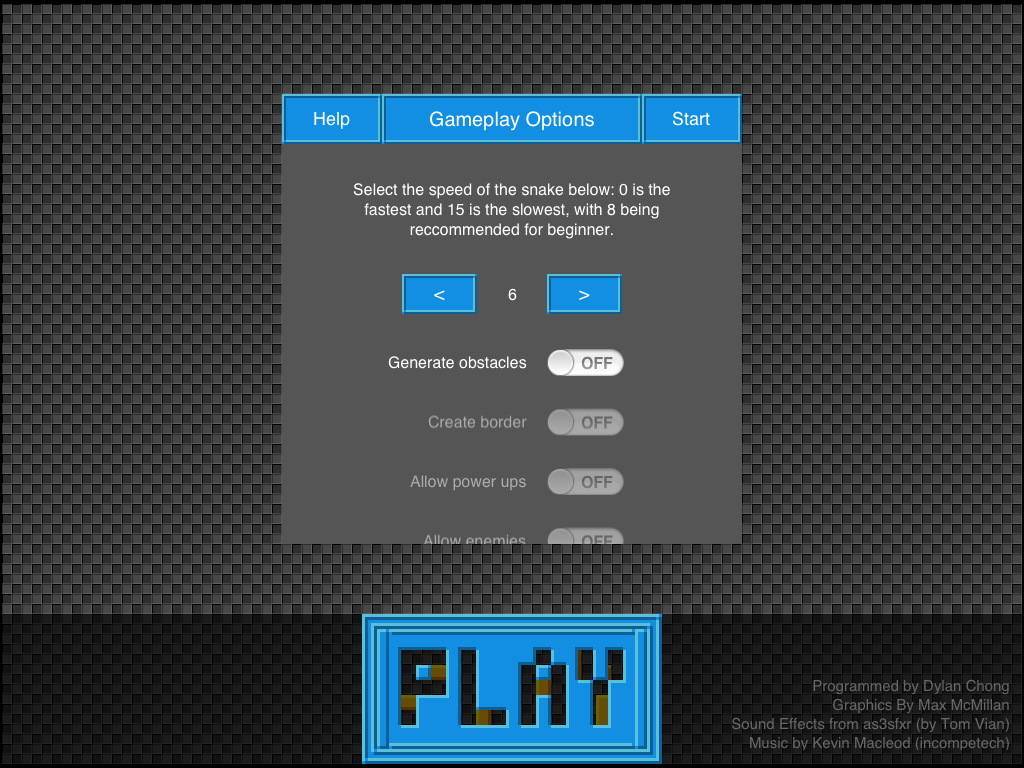 Help
Gameplay Options
Start
Select the speed of the snake below: 0 is the
fastest and 15 is the slowest, with 8 being
reccommended for beginner.
<
6
>
Generate obstacles
OFF
Create border
OFF
Allow power ups
OFF
Allow enemies
OFF
PLAY
Programmed by Dylan Chong
Graphics By Max McMillan
Sound Effects from as3sfxr (by Tom Vian)
Music by Kevin Macleod (incompetech)